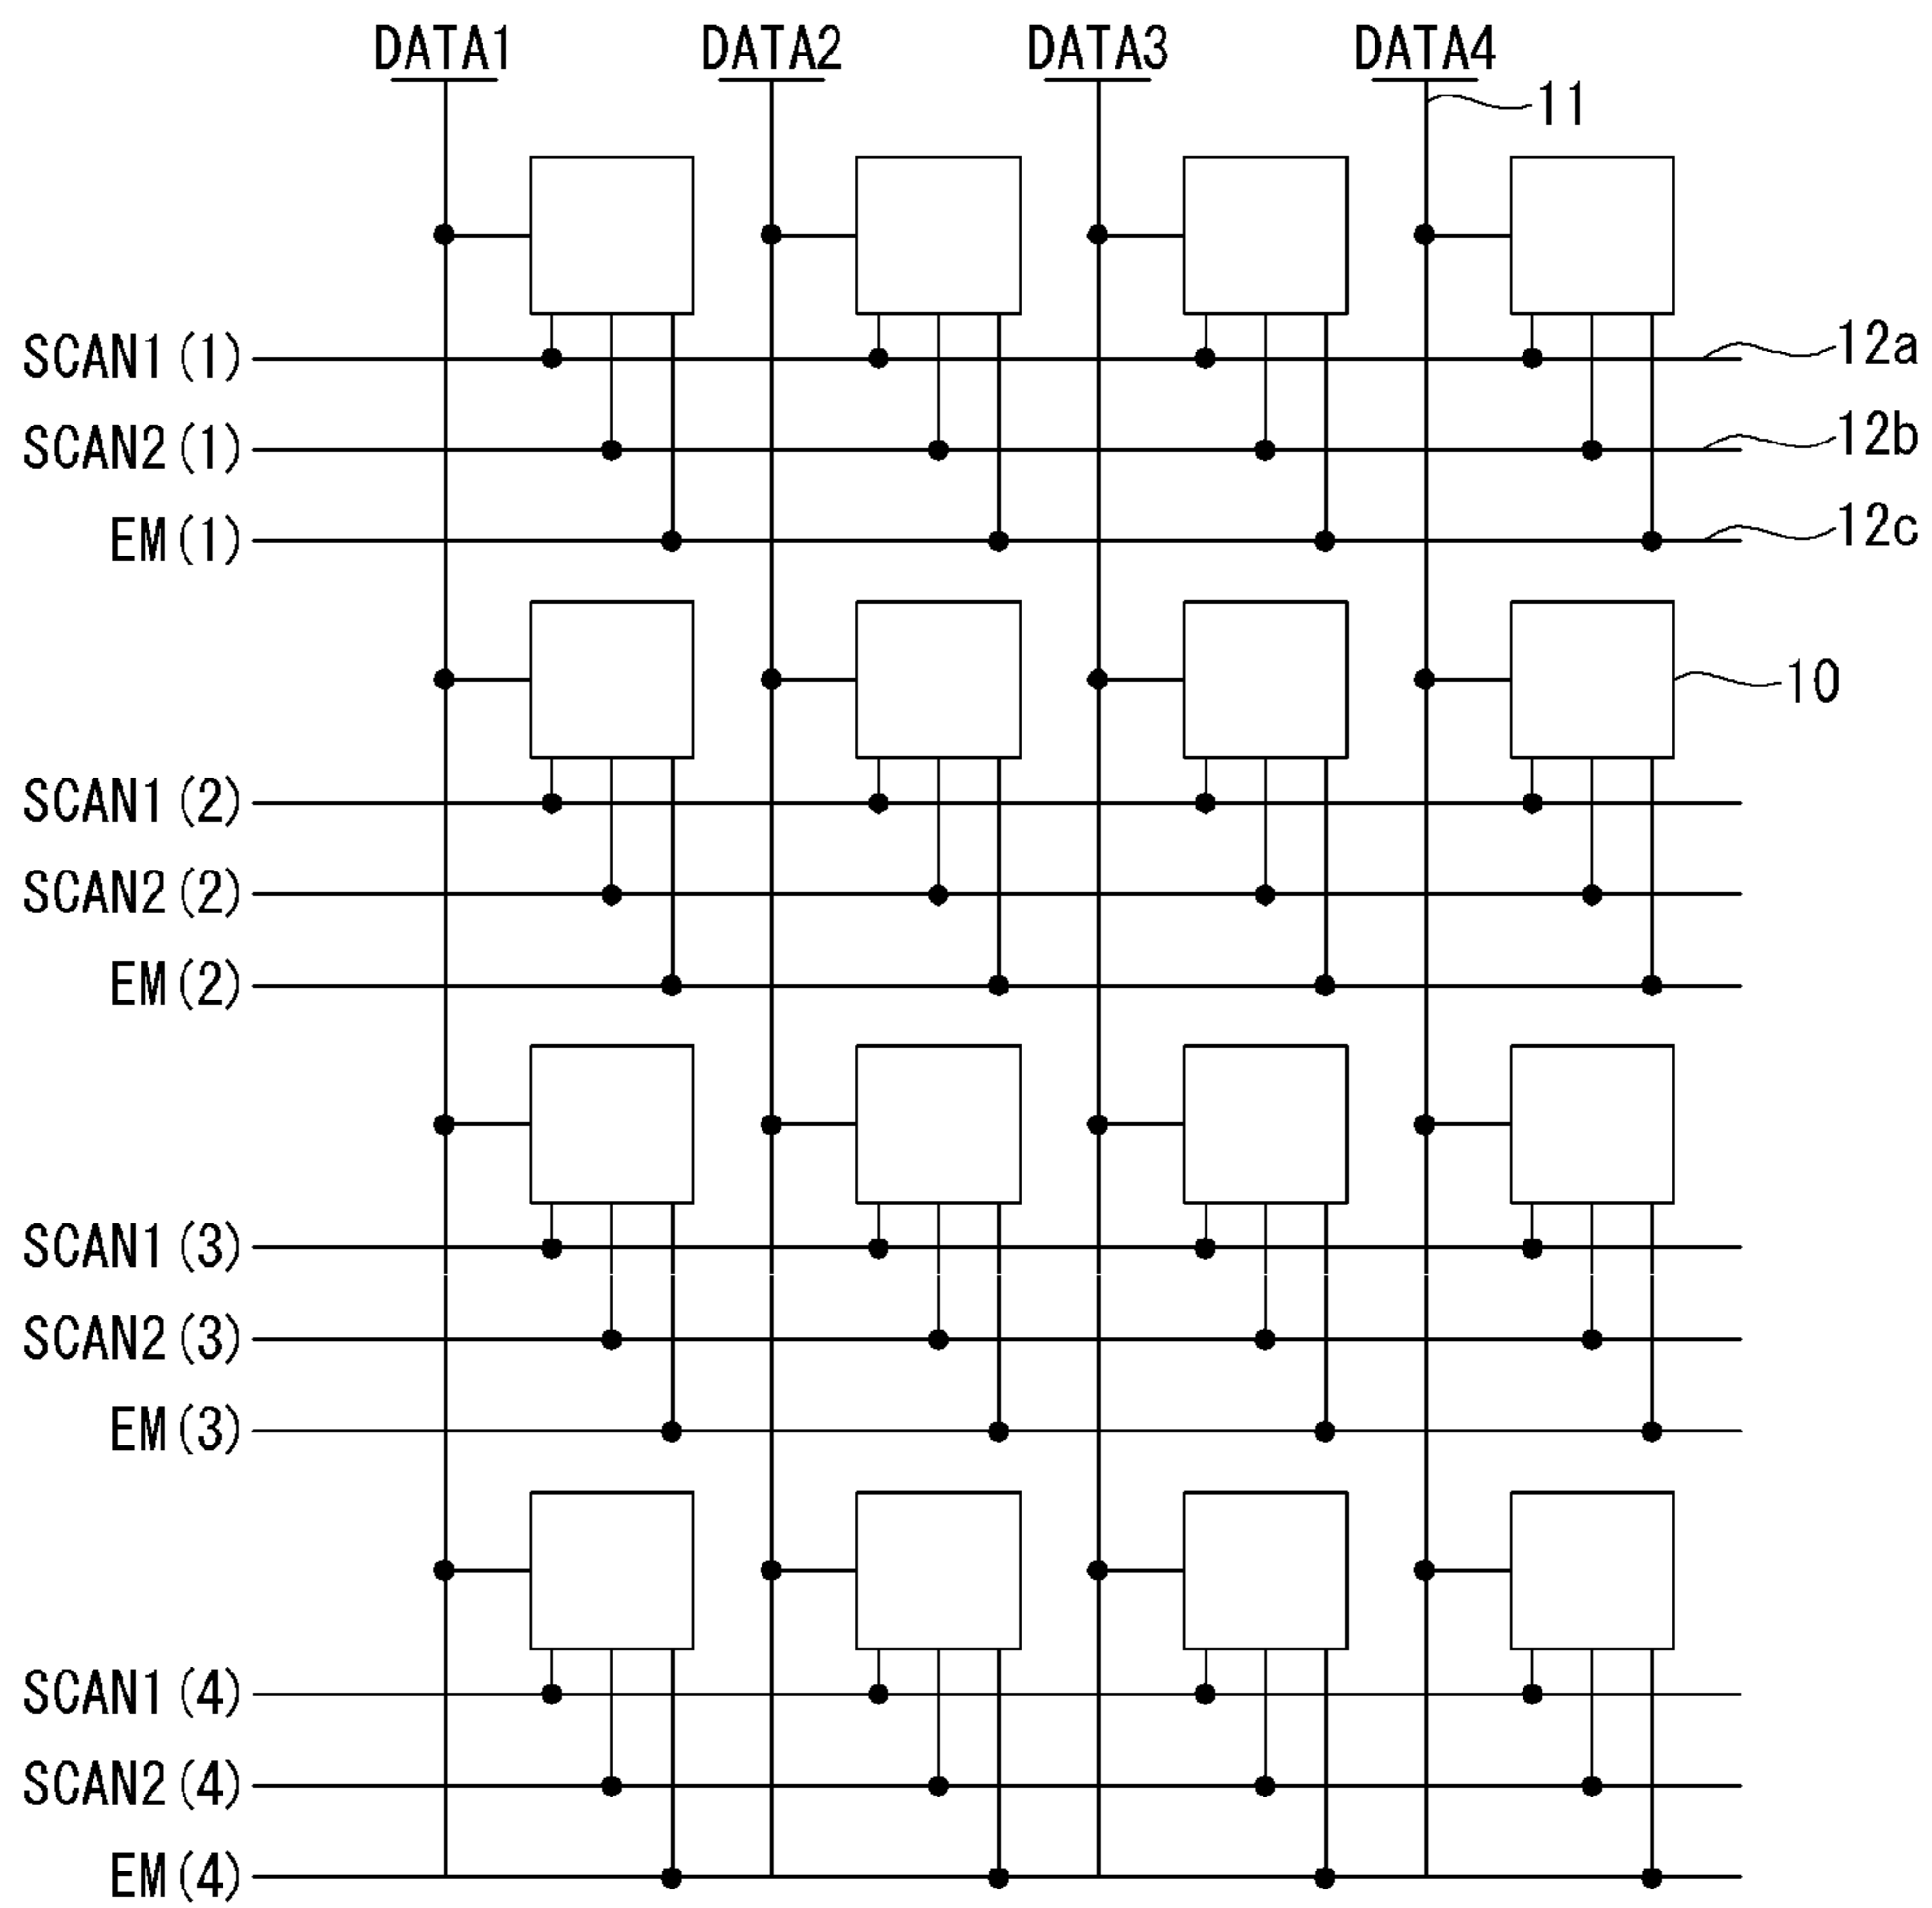 DATA1 DATA2 DATA3 DATA4
11
SCAN1(1) 12a
SCAN2(1) 12b
EM(1) 12c
10
SCAN1(2)
SCAN2(2)
EM(2)
SCAN1(3)
SCAN2(3)
EM(3)
SCAN1(4)
SCAN2(4)
EM(4)